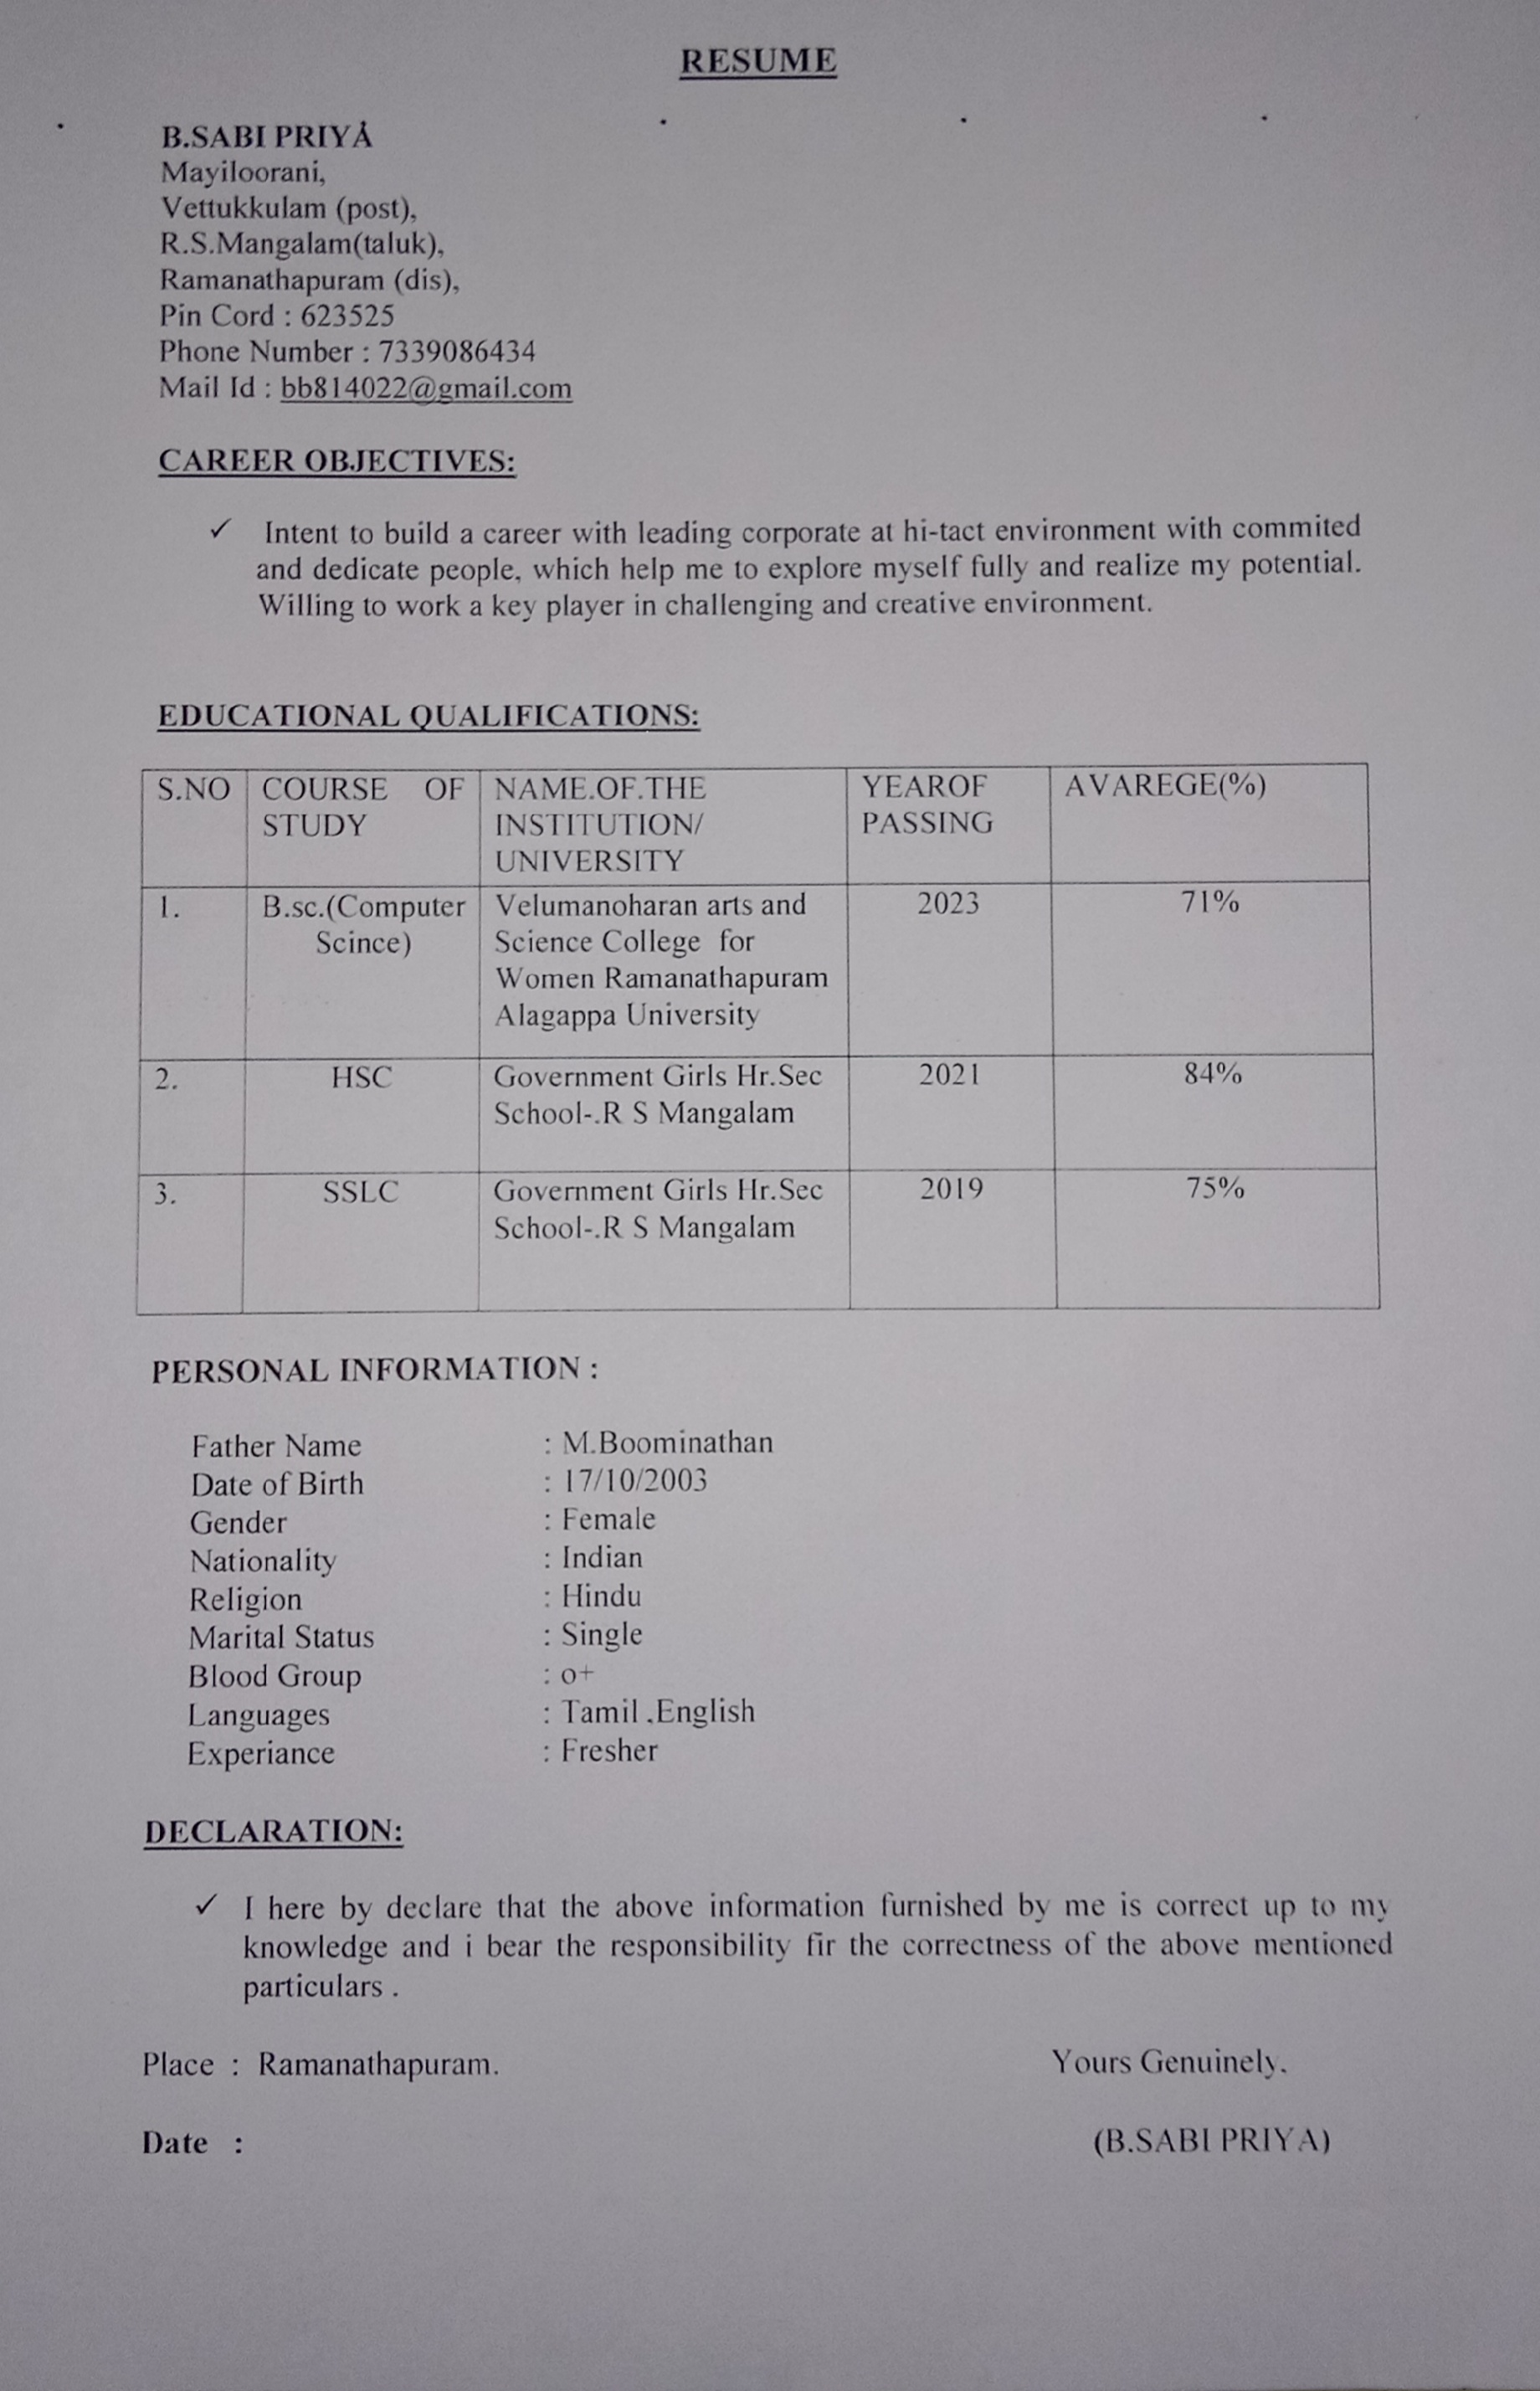 RESUME
B.SABI PRIYA
Mayiloorani,
Vettukkulam (post),
R.S.Mangalam(taluk),
Ramanathapuram (dis),
Pin Cord : 623525
Phone Number : 7339086434
Mail Id : bb814022@gmail.com
CAREER OBJECTIVES:
✓ Intent to build a career with leading corporate at hi-tact environment with commited
and dedicate people, which help me to explore myself fully and realize my potential.
Willing to work a key player in challenging and creative environment.
EDUCATIONAL QUALIFICATIONS:
S.NO COURSE OF STUDY NAME.OF.THE INSTITUTION/ UNIVERSITY YEAROF PASSING AVAREGE(%)
1. B.sc.(Computer Scince) Velumanoharan arts and Science College for Women Ramanathapuram Alagappa University 2023 71%
2. HSC Government Girls Hr.Sec School-.R S Mangalam 2021 84%
3. SSLC Government Girls Hr.Sec School-.R S Mangalam 2019 75%
PERSONAL INFORMATION :
Father Name : M.Boominathan
Date of Birth : 17/10/2003
Gender : Female
Nationality : Indian
Religion : Hindu
Marital Status : Single
Blood Group : o+
Languages : Tamil ,English
Experiance : Fresher
DECLARATION:
✓ I here by declare that the above information furnished by me is correct up to my
knowledge and i bear the responsibility fir the correctness of the above mentioned
particulars .
Place : Ramanathapuram. Yours Genuinely.
Date : (B.SABI PRIYA)